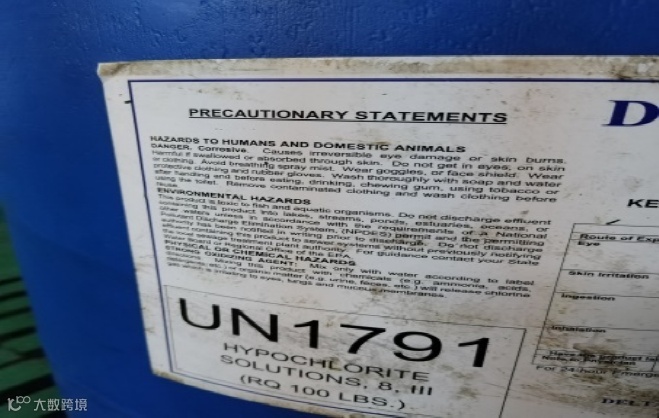 PRECAUTIONARY STATEMENTS
HAZARDS TO HUMANS AND DOMESTIC ANIMALS
DANGER. Corrosive. Causes irreversible eye damage or skin burns.
Harmful if swallowed or absorbed through skin. Do not get in eyes, on skin
or clothing. Avoid breathing spray mist. Wear goggles, or face shield. Wear
protective clothing and rubber gloves. Wash thoroughly with soap and water
after handling and before eating, drinking, chewing gum, using tobacco or
using the toilet. Remove contaminated clothing and wash clothing before
reuse.
ENVIRONMENTAL HAZARDS
This product is toxic to fish and aquatic organisms. Do not discharge effluent
containing this product into lakes, streams, ponds, estuaries, oceans, or
other waters unless in accordance with the requirements of a National
Pollutant Discharge Elimination System, (NPDES) permit and the permitting
authority has been notified in writing prior to discharge. Do not discharge
effluent containing this product to sewer systems without previously notifying
the sewage treatment plant authority. For guidance contact your State
Water Board or Regional Office of the EPA.
PHYSICAL OR CHEMICAL HAZARDS
STRONG OXIDIZING AGENT: Mix only with water according to label
directions. Mixing this product with chemicals (e.g. ammonia, acids,
detergents, etc.) or organic matter (e.g. urine, feces, etc.) will release chlorine
gas which is irritating to eyes, lungs and mucous membranes.
UN1791
HYPOCHLORITE
SOLUTIONS, 8, III
(RQ 100 LBS.)
D
KE
Route of Exp
Eye
Skin Irritation
Ingestion
Inhalation
For 24-hour Emerge
DELT
大数跨境